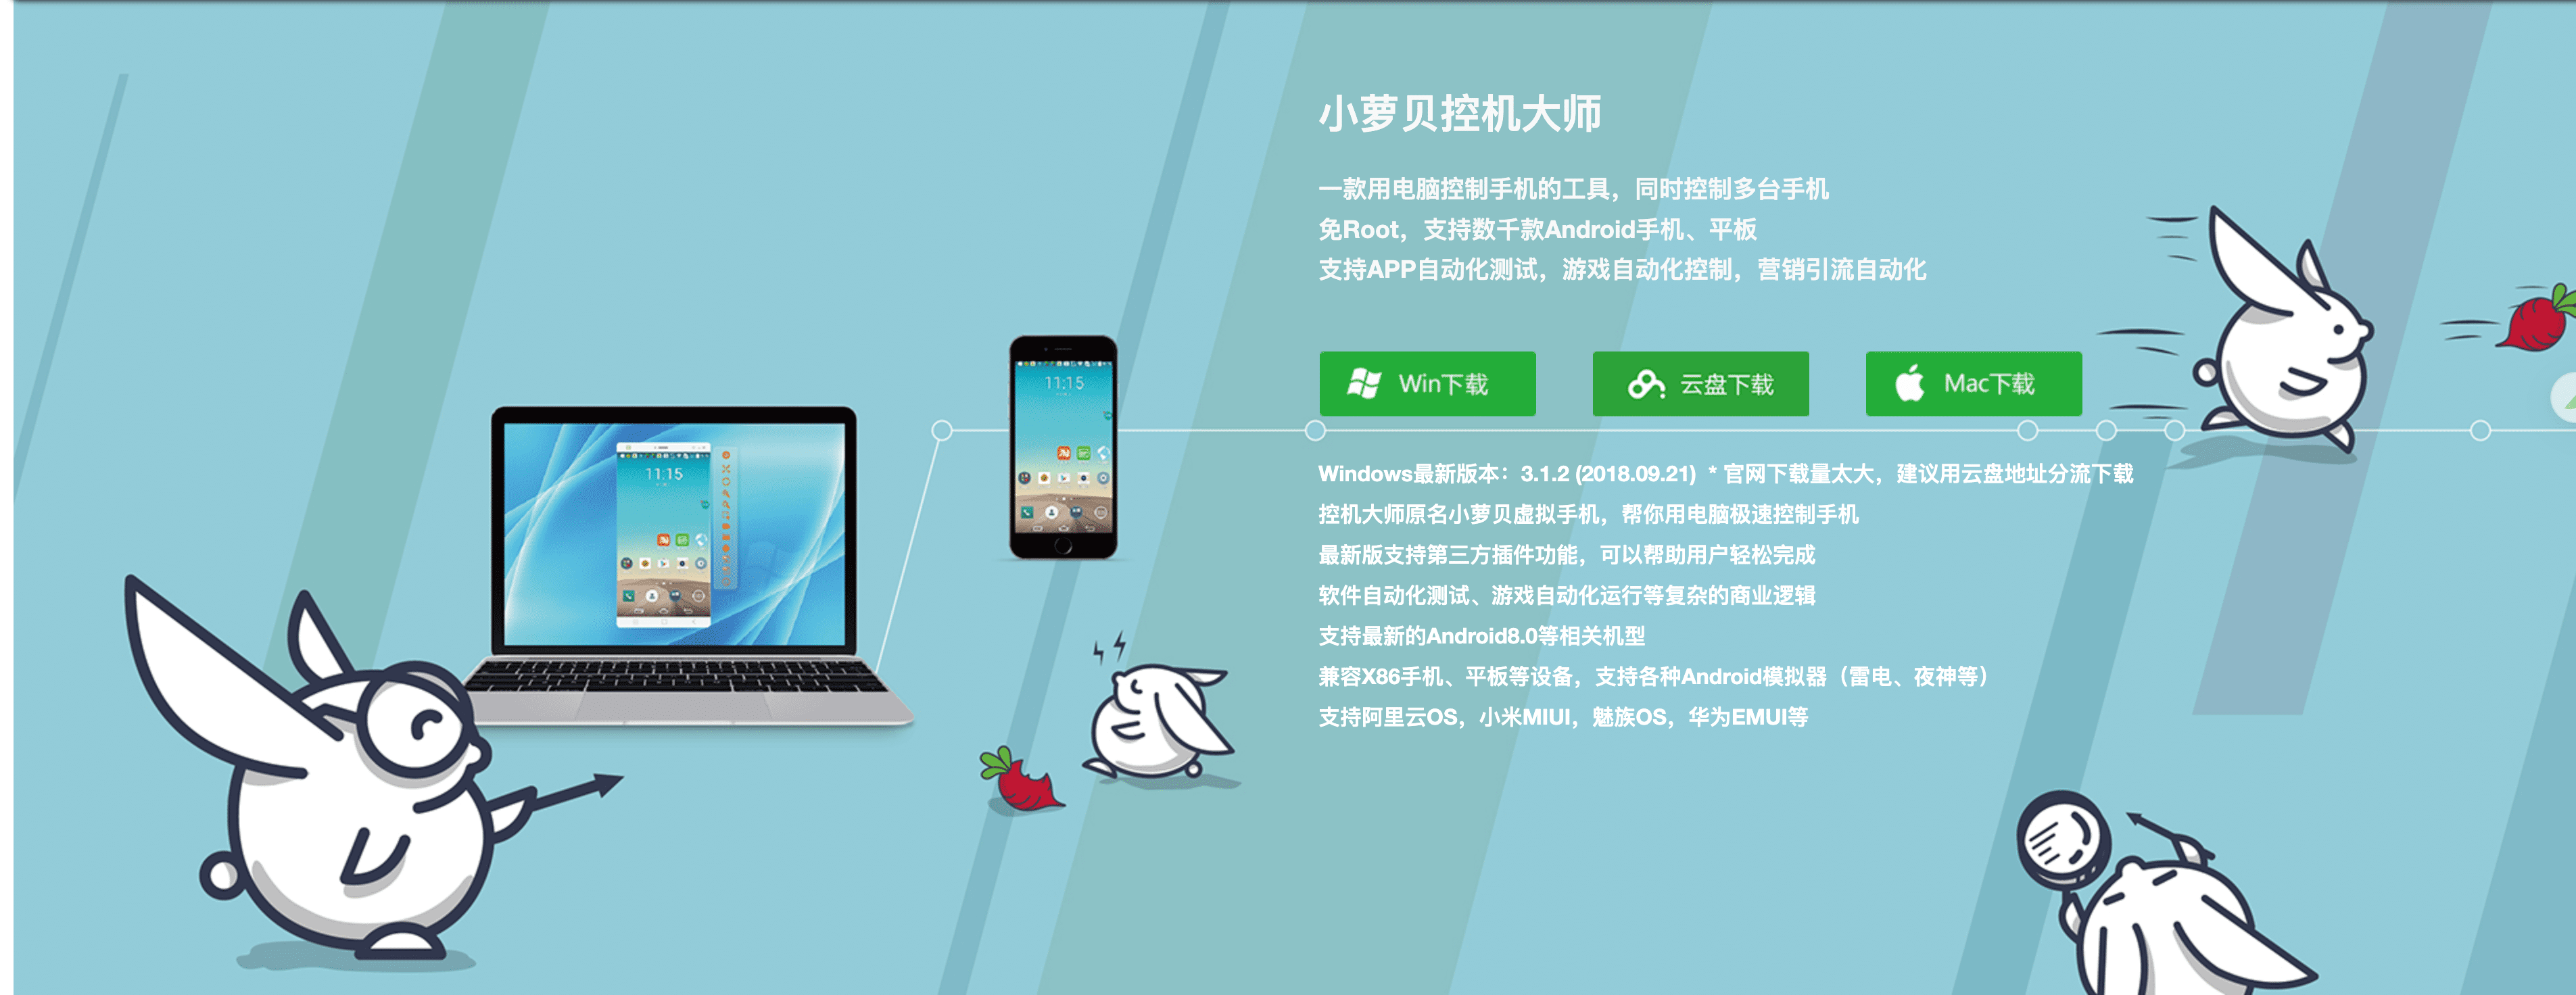 小萝贝控机大师
一款用电脑控制手机的工具，同时控制多台手机
免Root，支持数千款Android手机、平板
支持APP自动化测试，游戏自动化控制，营销引流自动化
11:15
Win下载
云盘下载
Mac下载
11:15
Windows最新版本：3.1.2 (2018.09.21) * 官网下载量太大，建议用云盘地址分流下载
控机大师原名小萝贝虚拟手机，帮你用电脑极速控制手机
最新版支持第三方插件功能，可以帮助用户轻松完成
软件自动化测试、游戏自动化运行等复杂的商业逻辑
支持最新的Android8.0等相关机型
兼容X86手机、平板等设备，支持各种Android模拟器（雷电、夜神等）
支持阿里云OS，小米MIUI，魅族OS，华为EMUI等